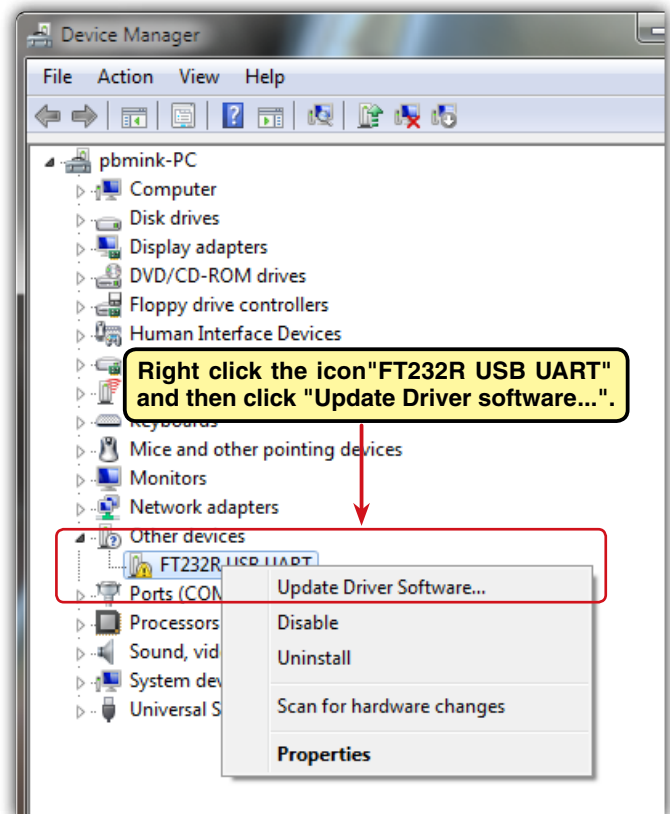 Device Manager
File Action View Help
pbmink-PC
Computer
Disk drives
Display adapters
DVD/CD-ROM drives
Floppy drive controllers
Human Interface Devices
Right click the icon"FT232R USB UART"
and then click "Update Driver software...".
Keyboards
Mice and other pointing devices
Monitors
Network adapters
Other devices
FT232R USB UART
Update Driver Software...
Ports (COM
Disable
Processors
Uninstall
Sound, vid
System dev
Scan for hardware changes
Universal S
Properties